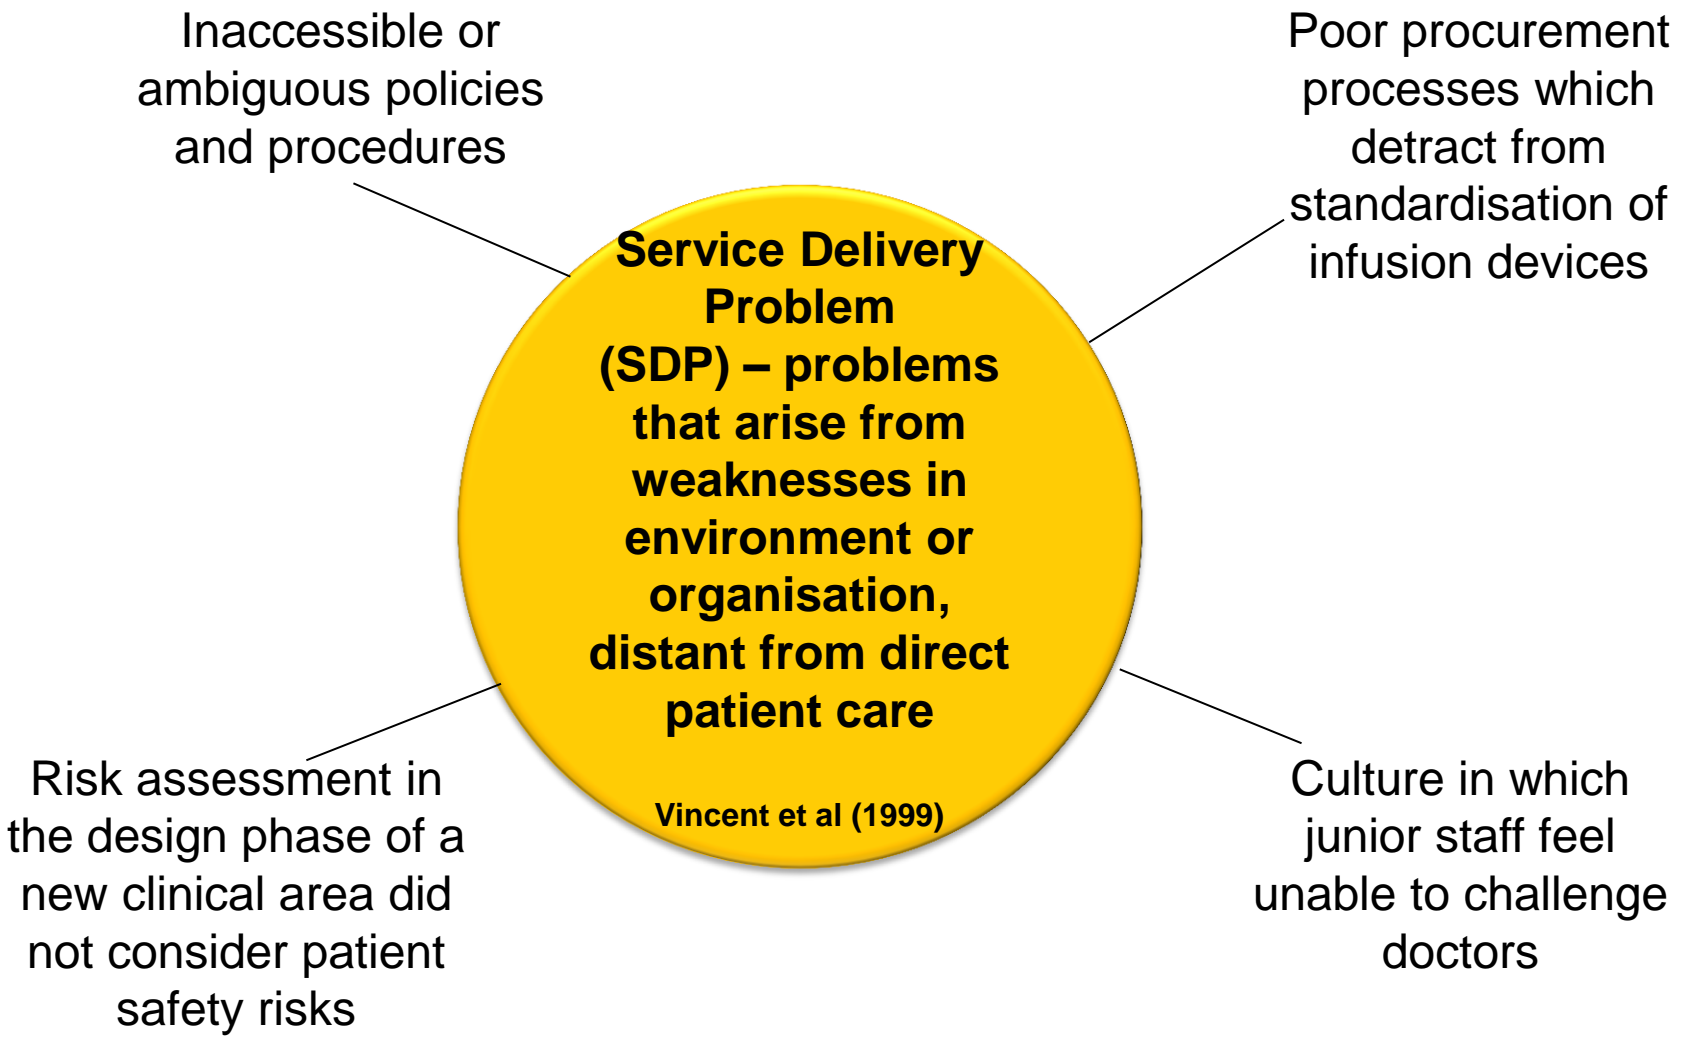 Inaccessible or
ambiguous policies
and procedures
Poor procurement
processes which
detract from
standardisation of
infusion devices
Service Delivery
Problem
(SDP) – problems
that arise from
weaknesses in
environment or
organisation,
distant from direct
patient care
Vincent et al (1999)
Risk assessment in
the design phase of a
new clinical area did
not consider patient
safety risks
Culture in which
junior staff feel
unable to challenge
doctors